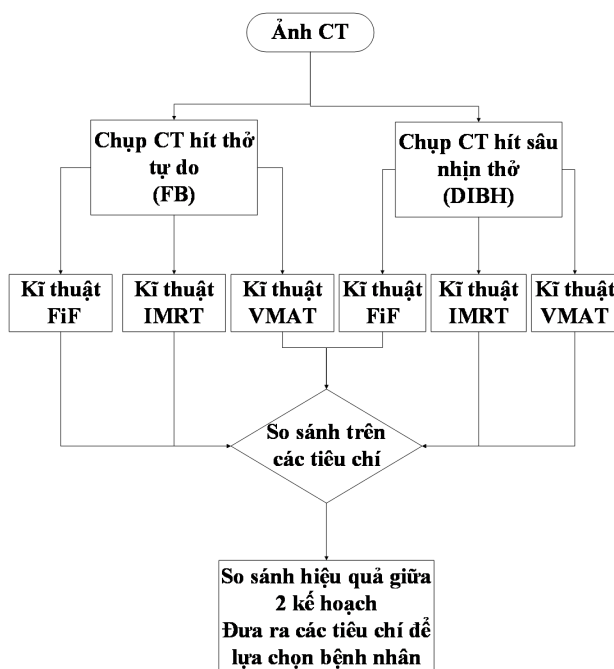 Ảnh CT
Chụp CT hít thở
tự do
(FB)
Chụp CT hít sâu
nhịn thở
(DIBH)
Kĩ thuật
FiF
Kĩ thuật
IMRT
Kĩ thuật
VMAT
Kĩ thuật
FiF
Kĩ thuật
IMRT
Kĩ thuật
VMAT
So sánh trên
các tiêu chí
So sánh hiệu quả giữa
2 kế hoạch
Đưa ra các tiêu chí để
lựa chọn bệnh nhân